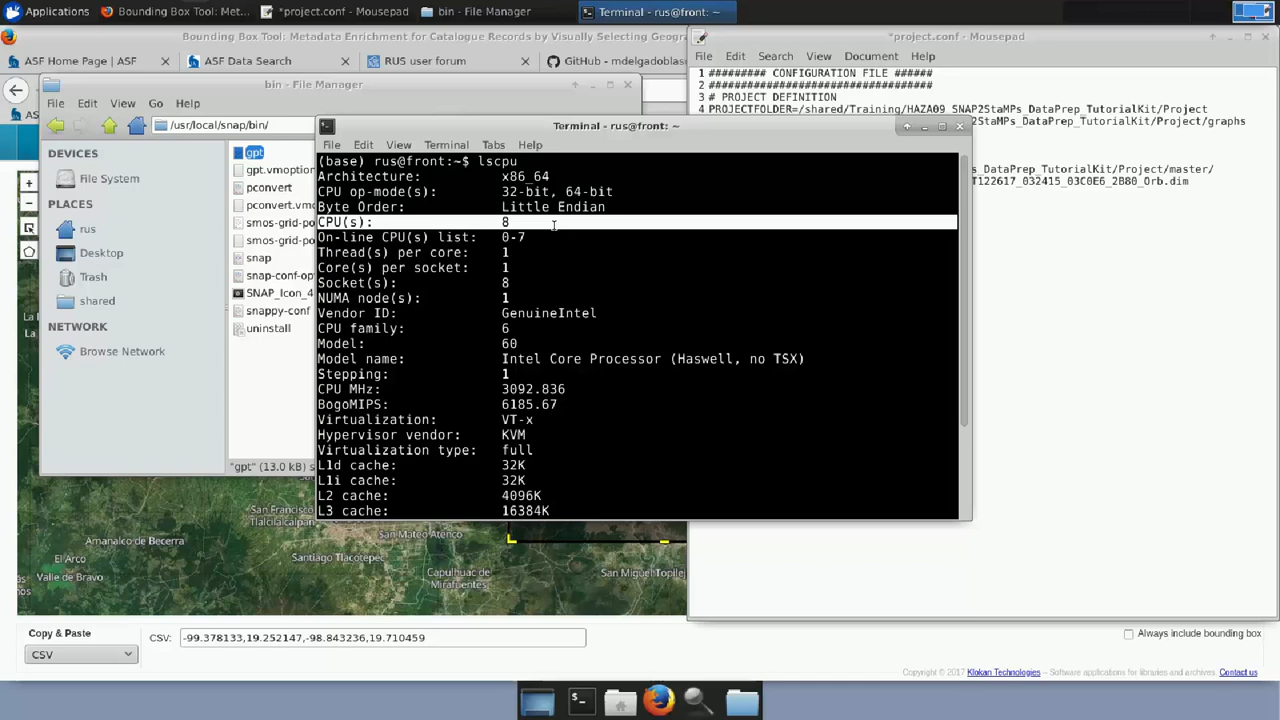 Applications
Bounding Box Tool: Met...
*project.conf - Mousepad
bin - File Manager
Terminal - rus@front: ~
Bounding Box Tool: Metadata Enrichment for Catalogue Records by Visually Selecting Geogra
*project.conf - Mousepad
ASF Home Page | ASF
ASF Data Search
RUS user forum
GitHub — mdelgadoblas
File Edit Search View Document Help
bin - File Manager
File Edit View Go Help
/usr/local/snap/bin/
DEVICES
File System
PLACES
rus
Desktop
Trash
shared
NETWORK
Browse Network
gpt
gpt.vmoption
pconvert
smos-grid-po
smos-grid-po
snap
snap-conf-op
SNAP_Icon_4
snappy-conf
uninstall
"gpt" (13.0 kB) s
1 ######### CONFIGURATION FILE ######
2 ###################################
3 # PROJECT DEFINITION
4 PROJECTFOLDER=/shared/Training/HAZA09_SNAP2StaMPs_DataPrep_TutorialKit/Project
s_DataPrep_TutorialKit/Project/graphs
s_DataPrep_TutorialKit/Project/master/
T122617_032415_03C0E6_2B80_Orb.dim
Terminal - rus@front: ~
File Edit View Terminal Tabs Help
(base) rus@front:~$ lscpu
Architecture: x86_64
CPU op-mode(s): 32-bit, 64-bit
Byte Order: Little Endian
CPU(s): 8
On-line CPU(s) list: 0-7
Thread(s) per core: 1
Core(s) per socket: 1
Socket(s): 8
NUMA node(s): 1
Vendor ID: GenuineIntel
CPU family: 6
Model: 60
Model name: Intel Core Processor (Haswell, no TSX)
Stepping: 1
CPU MHz: 3092.836
BogoMIPS: 6185.67
Virtualization: VT-x
Hypervisor vendor: KVM
Virtualization type: full
L1d cache: 32K
L1i cache: 32K
L2 cache: 4096K
L3 cache: 16384K
San Francisco
Tlalcilalcalpan
San Mateo Atenco
Amanalco de Becerra
Santiago Tlacotepec
El Arco
Valle de Bravo
Capulhuac de
Mirafuentes
San Miguel Topilej
Copy & Paste
CSV
CSV: -99.378133,19.252147,-98.843236,19.710459
Always include bounding box
Copyright © 2017 Klokan Technologies — Software applications for libraries and archives. Contact us